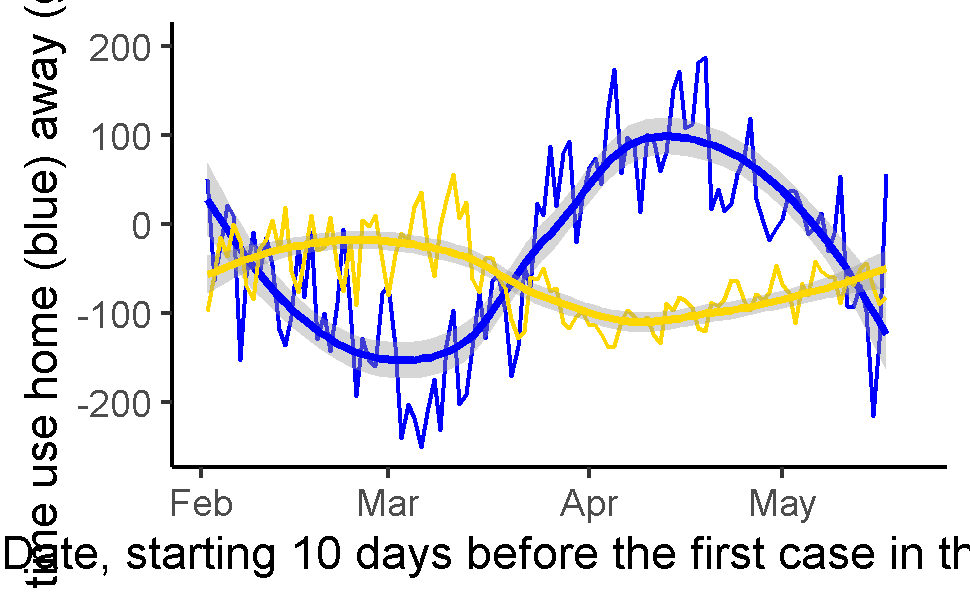 time use home (blue) away (
200
100
0
-100
-200
Feb Mar Apr May
Date, starting 10 days before the first case in th